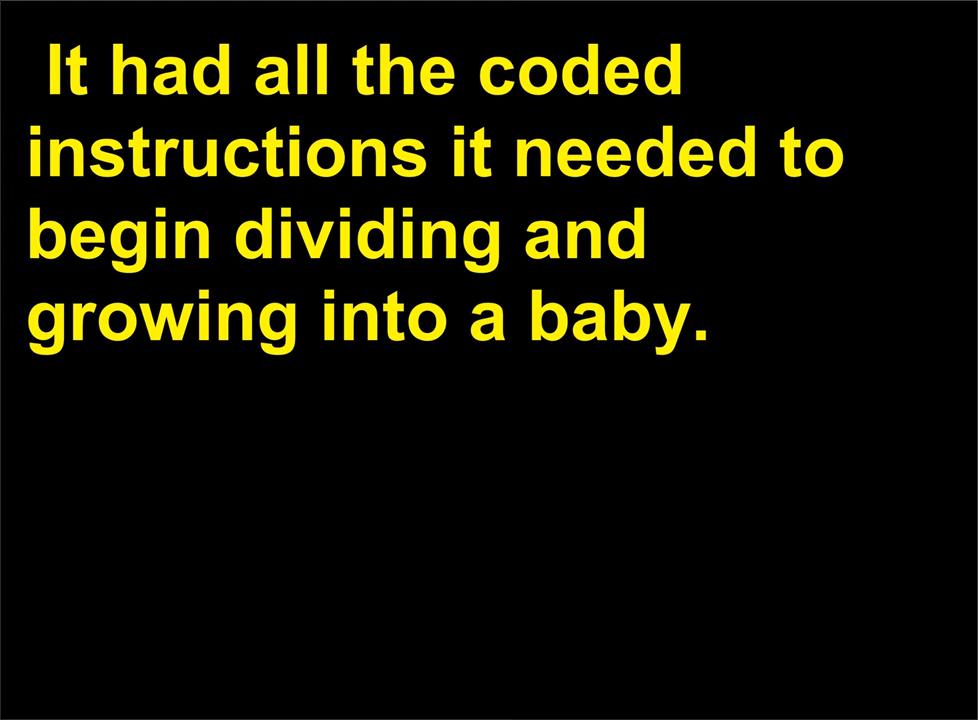 It had all the coded
instructions it needed to
begin dividing and
growing into a baby.